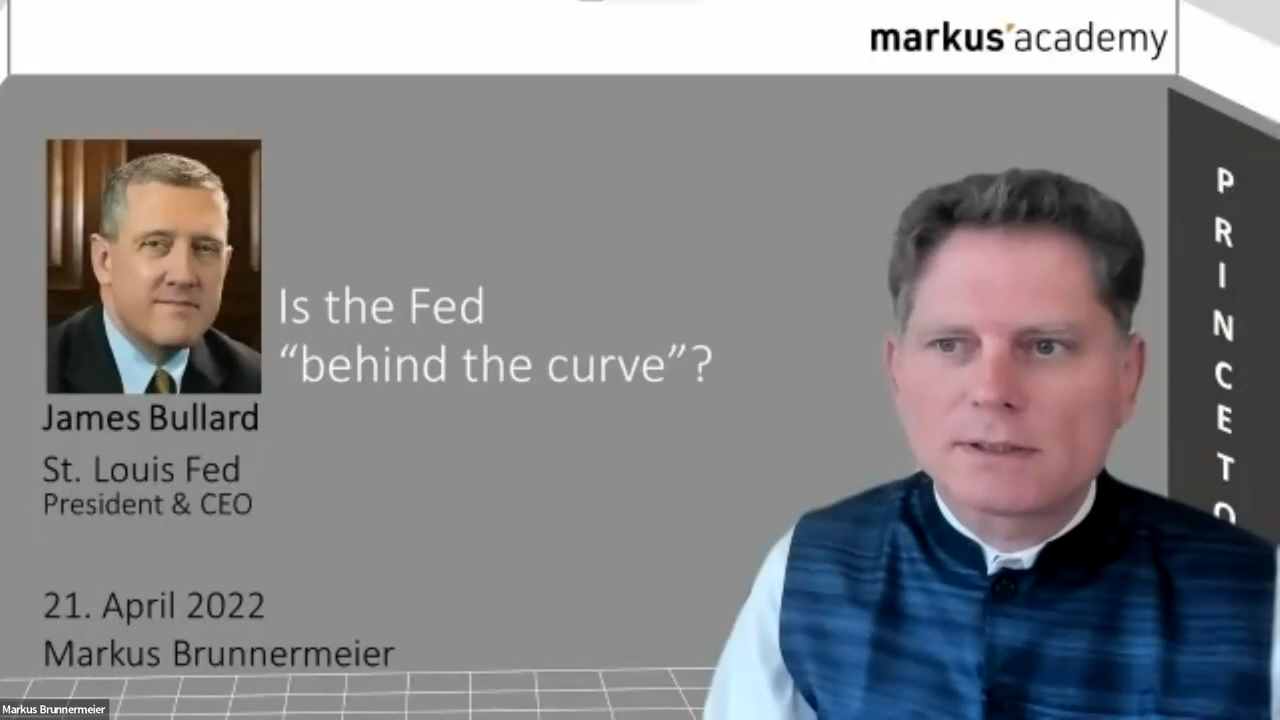 markus'academy
Is the Fed
“behind the curve”?
James Bullard
St. Louis Fed
President & CEO
21. April 2022
Markus Brunnermeier
PRINCETO
Markus Brunnermeier